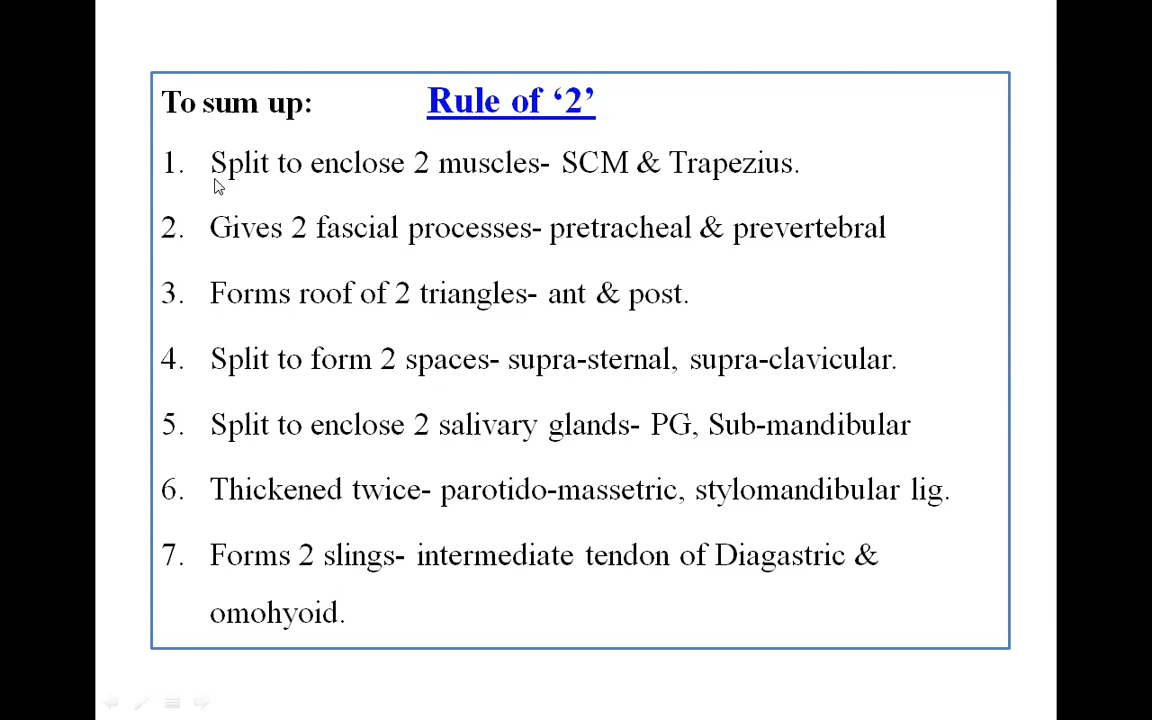 To sum up: Rule of ‘2’
1. Split to enclose 2 muscles- SCM & Trapezius.
2. Gives 2 fascial processes- pretracheal & prevertebral
3. Forms roof of 2 triangles- ant & post.
4. Split to form 2 spaces- supra-sternal, supra-clavicular.
5. Split to enclose 2 salivary glands- PG, Sub-mandibular
6. Thickened twice- parotido-massetric, stylomandibular lig.
7. Forms 2 slings- intermediate tendon of Diagastric &
omohyoid.